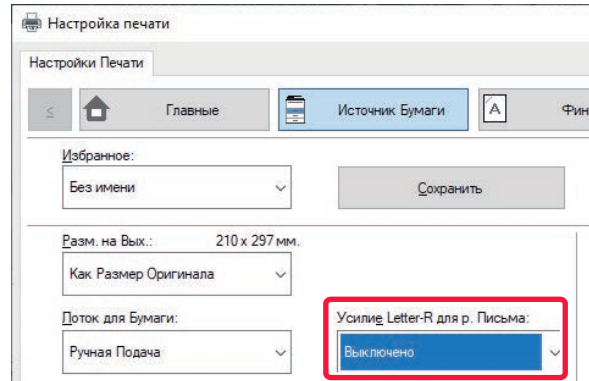 Настройка печати
Настройки Печати
≤ Главные Источник Бумаги A Фин
Избранное:
Без имени Сохранить
Разм. на Вых.: 210 x 297 мм.
Как Размер Оригинала
Поток для Бумаги: Усилие Letter-R для р. Письма:
Ручная Подача Выключено